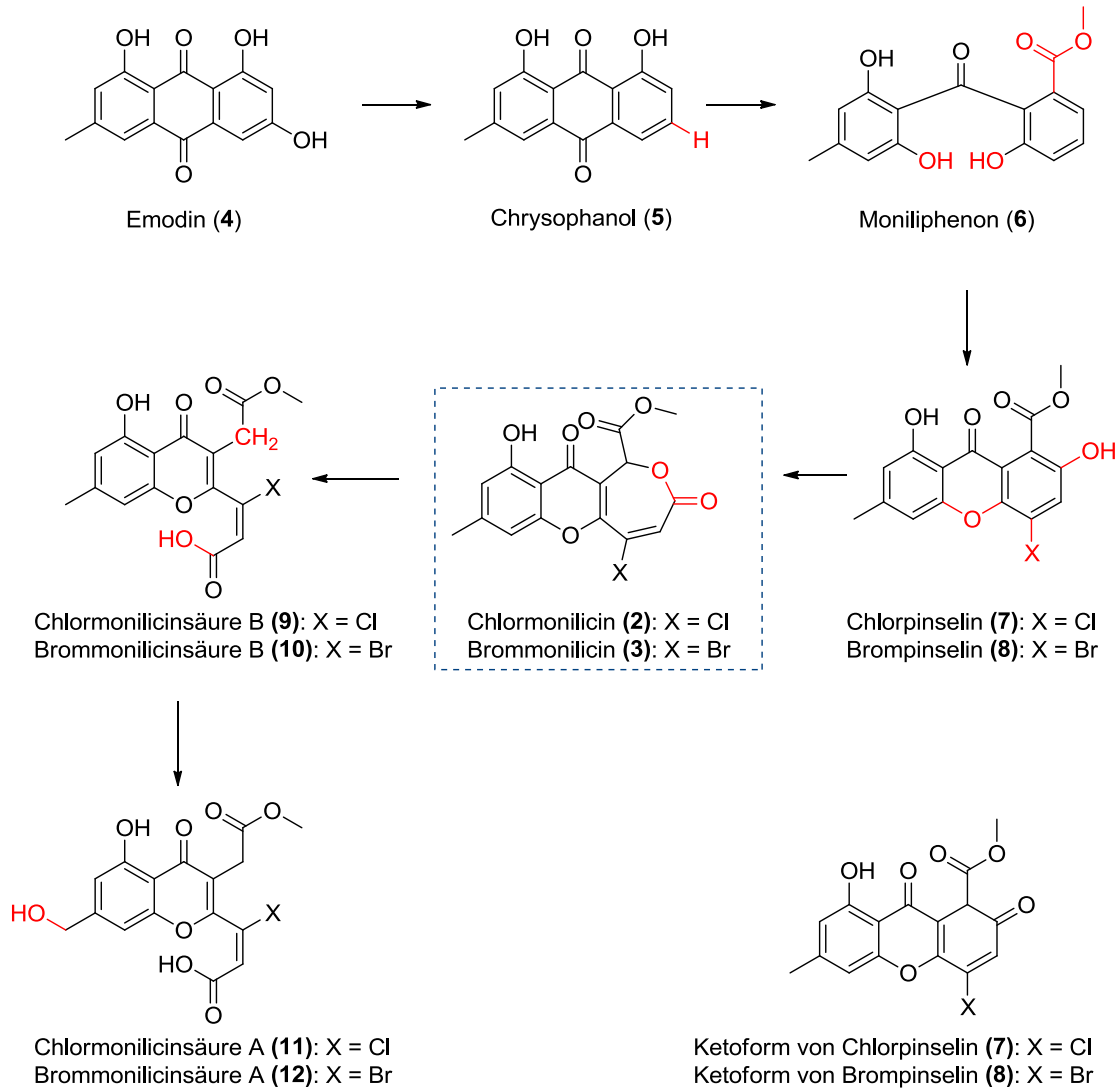 OH O OH
OH
O
Emodin (4)
OH O OH
H
O
Chrysophanol (5)
O O
OH O
OH HO
Moniliphenon (6)
O O
OH O
CH2
X
O
HO
O
Chlormonilicinsäure B (9): X = Cl
Brommonilicinsäure B (10): X = Br
O O
OH O
O
O
O
X
Chlormonilicin (2): X = Cl
Brommonilicin (3): X = Br
O O
OH O
OH
O
X
Chlorpinselin (7): X = Cl
Brompinselin (8): X = Br
O O
OH O
HO
X
O
HO
O
Chlormonilicinsäure A (11): X = Cl
Brommonilicinsäure A (12): X = Br
O O
OH O
O
O
X
Ketoform von Chlorpinselin (7): X = Cl
Ketoform von Brompinselin (8): X = Br